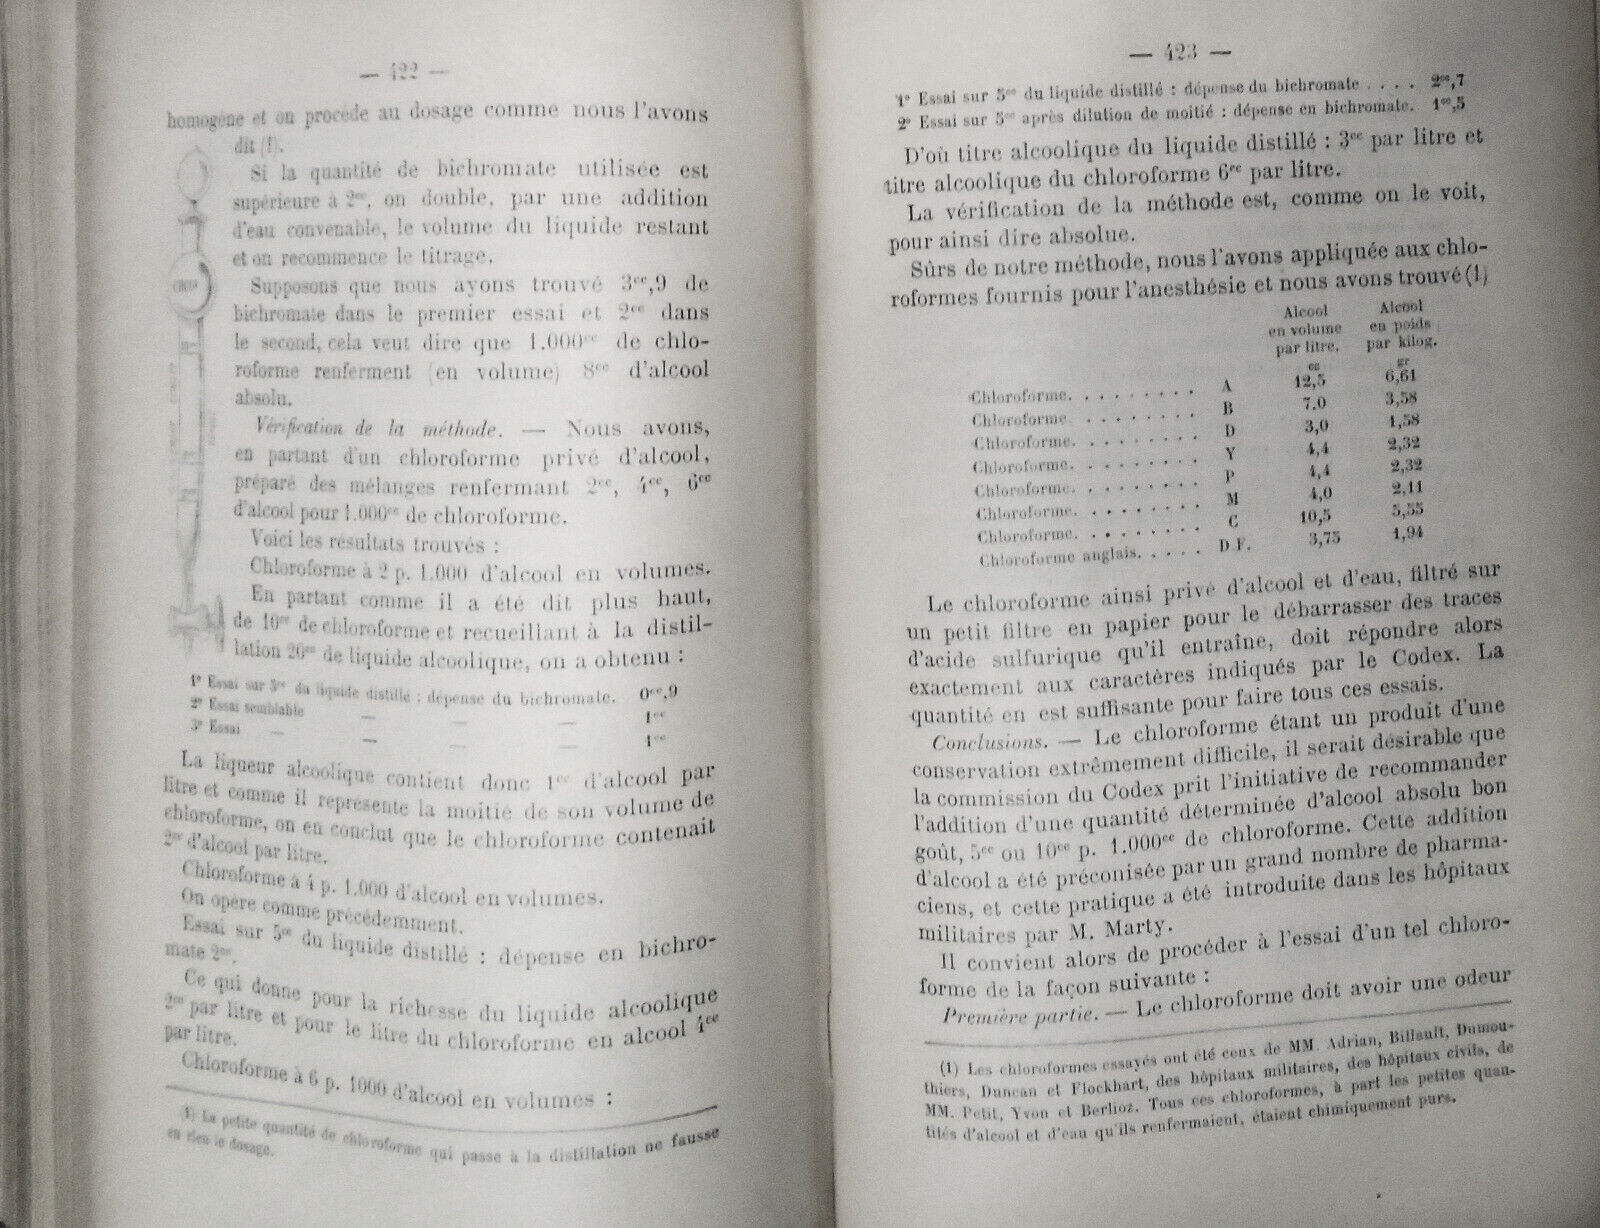 — 422 —
homogène et on procède au dosage comme nous l'avons
dit (1).
Si la quantité de bichromate utilisée est
supérieure à 2cc, on double, par une addition
d'eau convenable, le volume du liquide restant
et on recommence le titrage.
Supposons que nous ayons trouvé 3cc,9 de
bichromate dans le premier essai et 2cc dans
le second, cela veut dire que 1.000cc de chlo-
roforme renferment (en volume) 8cc d'alcool
absolu.
Vérification de la méthode. — Nous avons,
en partant d'un chloroforme privé d'alcool,
préparé des mélanges renfermant 2cc, 4cc, 6cc
d'alcool pour 1.000cc de chloroforme.
Voici les résultats trouvés :
Chloroforme à 2 p. 1.000 d'alcool en volumes.
En partant comme il a été dit plus haut,
de 10cc de chloroforme et recueillant à la distil-
lation 20cc de liquide alcoolique, on a obtenu :
1° Essai sur 5cc du liquide distillé : dépense du bichromate. 0cc,9
2° Essai semblable — — — 1cc
3° Essai — — — — 1cc
La liqueur alcoolique contient donc 1cc d'alcool par
litre et comme il représente la moitié de son volume de
chloroforme, on en conclut que le chloroforme contenait
2cc d'alcool par litre.
Chloroforme à 4 p. 1.000 d'alcool en volumes.
On opère comme précédemment.
Essai sur 5cc du liquide distillé : dépense en bichro-
mate 2cc.
Ce qui donne pour la richesse du liquide alcoolique
2cc par litre et pour le litre du chloroforme en alcool 4cc
par litre.
Chloroforme à 6 p. 1000 d'alcool en volumes :
(1) La petite quantité de chloroforme qui passe à la distillation ne fausse
en rien le dosage.
— 423 —
1° Essai sur 5cc du liquide distillé : dépense du bichromate . . . . 2cc,7
2° Essai sur 5cc après dilution de moitié : dépense en bichromate. 1cc,5
D'où titre alcoolique du liquide distillé : 3cc par litre et
titre alcoolique du chloroforme 6cc par litre.
La vérification de la méthode est, comme on le voit,
pour ainsi dire absolue.
Sûrs de notre méthode, nous l'avons appliquée aux chlo-
roformes fournis pour l'anesthésie et nous avons trouvé (1)
Alcool Alcool
en volume en poids
par litre. par kilog.
cc gr
Chloroforme. . . . . . . . . A 12,5 6,61
Chloroforme. . . . . . . . . B 7.0 3,58
Chloroforme. . . . . . . . . D 3,0 1,58
Chloroforme. . . . . . . . . Y 4,4 2,32
Chloroforme. . . . . . . . . P 4,4 2,32
Chloroforme. . . . . . . . . M 4,0 2,11
Chloroforme. . . . . . . . . C 10,5 5,55
Chloroforme anglais. . . . . D.F. 3,75 1,94
Le chloroforme ainsi privé d'alcool et d'eau, filtré sur
un petit filtre en papier pour le débarrasser des traces
d'acide sulfurique qu'il entraîne, doit répondre alors
exactement aux caractères indiqués par le Codex. La
quantité en est suffisante pour faire tous ces essais.
Conclusions. — Le chloroforme étant un produit d'une
conservation extrêmement difficile, il serait désirable que
la commission du Codex prit l'initiative de recommander
l'addition d'une quantité déterminée d'alcool absolu bon
goût, 5cc ou 10cc p. 1.000cc de chloroforme. Cette addition
d'alcool a été préconisée par un grand nombre de pharma-
ciens, et cette pratique a été introduite dans les hôpitaux
militaires par M. Marty.
Il convient alors de procéder à l'essai d'un tel chloro-
forme de la façon suivante :
Première partie. — Le chloroforme doit avoir une odeur
(1) Les chloroformes essayés ont été ceux de MM. Adrian, Billault, Dumou-
thiers, Duncan et Flockhart, des hôpitaux militaires, des hôpitaux civils, de
MM. Petit, Yvon et Berlioz. Tous ces chloroformes, à part les petites quan-
tités d'alcool et d'eau qu'ils renfermaient, étaient chimiquement purs.